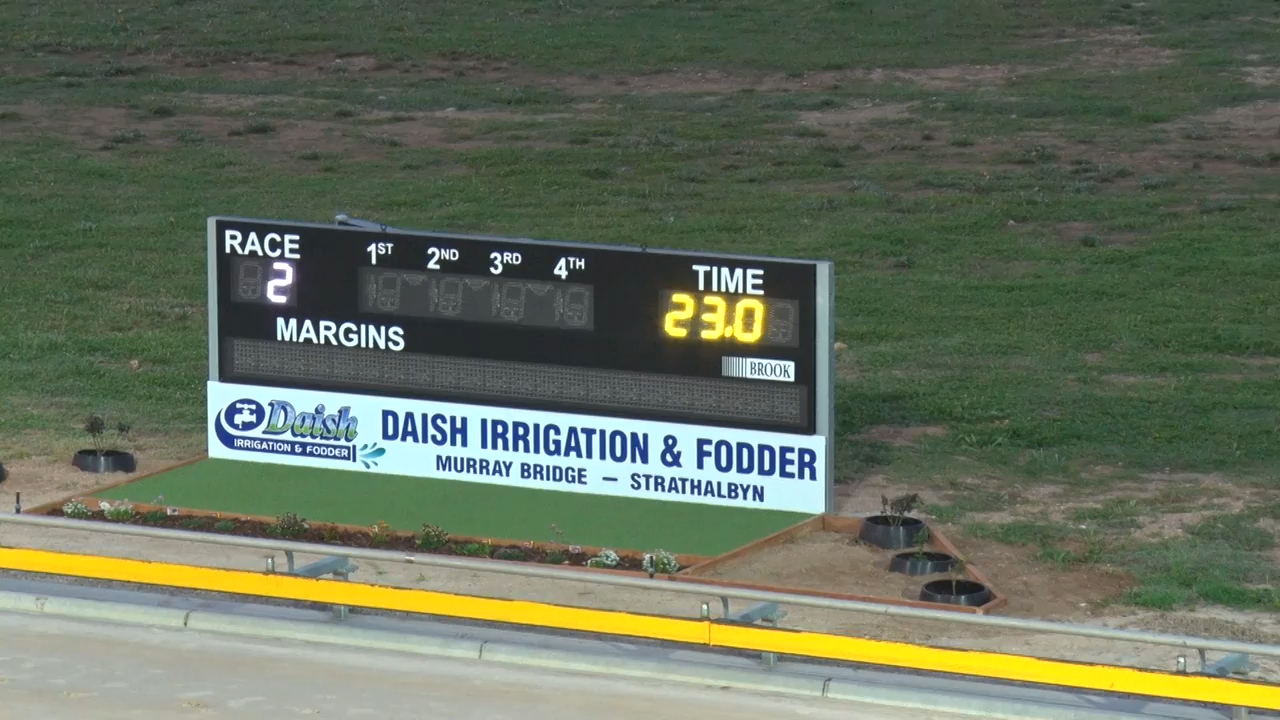 RACE 1ST 2ND 3RD 4TH TIME
2 23.0
MARGINS
BROOK
Daish
IRRIGATION & FODDER
DAISH IRRIGATION & FODDER
MURRAY BRIDGE – STRATHALBYN